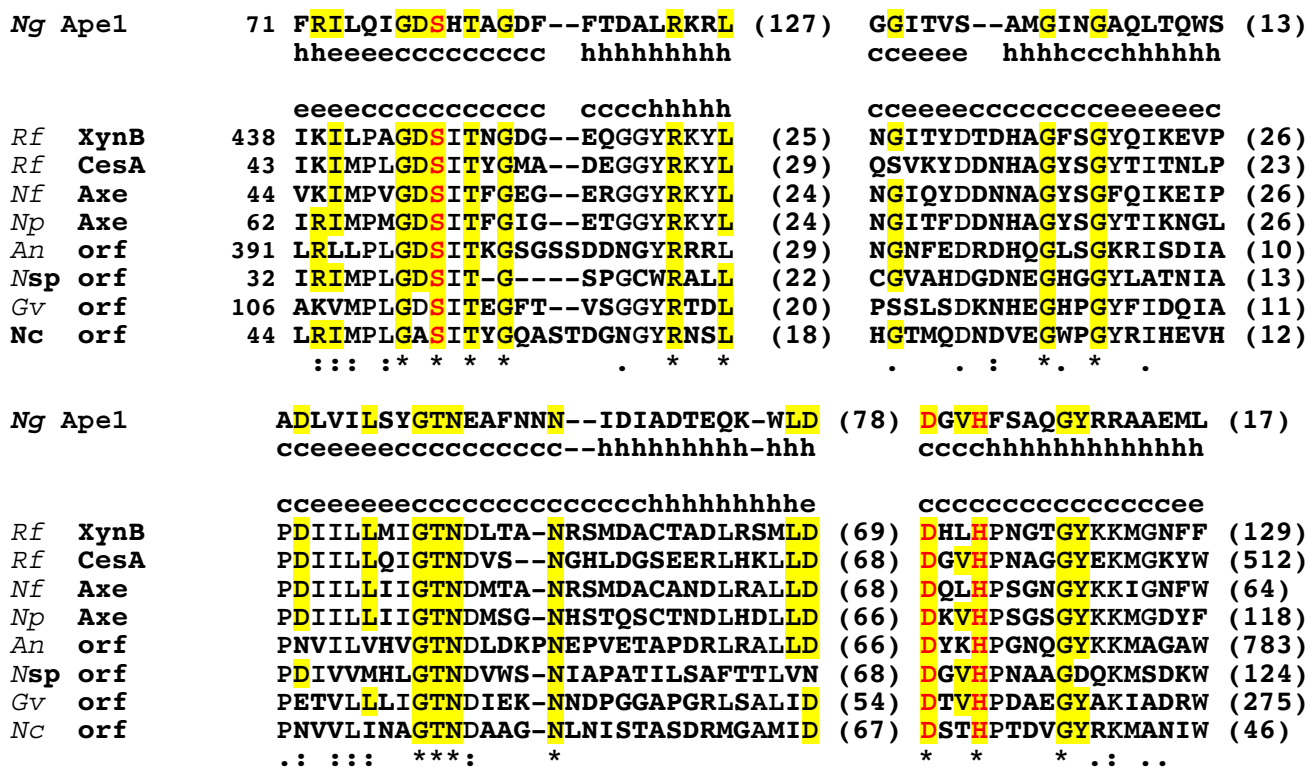 Ng Ape1 71 FRILQIGDSHTAGDF--FTDALRKRL (127) GGITVS--AMGINGAQLTQWS (13)
hheeeecccccccccc hhhhhhhhh cceeee hhhhccchhhhhh
eeeeccccccccccc cccchhhhh cceeeeccccccccceeeeeec
Rf XynB 438 IKILPAGDSITNGDG--EQGGYRKYL (25) NGITYDTDHAGFSGYQIKEVP (26)
Rf CesA 43 IKIMPLGDSITYGMA--DEGGYRKYL (29) QSVKYDDNHAGYSGYTITNLP (23)
Nf Axe 44 VKIMPVGDSITFGEG--ERGGYRKYL (24) NGIQYDDNNAGYSGFQIKEIP (26)
Np Axe 62 IRIMPMGDSITFGIG--ETGGYRKYL (24) NGITFDDNHAGYSGYTIKNGL (26)
An orf 391 LRLLPLGDSITKGSGSSDDNGYRRRL (29) NGNFEDRDHQGLSGKRISDIA (10)
Nsp orf 32 IRIMPLGDSIT-G----SPGCWRALL (22) CGVAHDGDNEGHGGYLATNIA (13)
Gv orf 106 AKVMPLGDSITEGFT--VSGGYRTDL (20) PSSLSDKNHEGHPGYFIDQIA (11)
Nc orf 44 LRIMPLGASITYGQASTDGNGYRNSL (18) HGTMQDNDVEGWPGYRIHEVH (12)
::: :* * * * . * * . . : *. * .
Ng Ape1 ADLVILSYGTNEAFNNN--IDIADTEQK-WLD (78) DGVHFSAQGYRRAAEML (17)
cceeeeecccccccccc--hhhhhhhhh-hhh cccchhhhhhhhhhhhh
cceeeeeccccccccccccccchhhhhhhhhe cccccccccccccccee
Rf XynB PDIILLMIGTNDLTA-NRSMDACTADLRSMLD (69) DHLHPNGTGYKKMGNFF (129)
Rf CesA PDIILLQIGTNDVS--NGHLDGSEERLHKLLD (68) DGVHPNAGGYEKMGKYW (512)
Nf Axe PDIILLIIGTNDMTA-NRSMDACANDLRALLD (68) DQLHPSGNGYKKIGNFW (64)
Np Axe PDIILLIIGTNDMSG-NHSTQSCTNDLHDLLD (66) DKVHPSGSGYKKMGDYF (118)
An orf PNVILVHVGTNDLDKPNEPVETAPDRLRALLD (66) DYKHPGNQGYKKMAGAW (783)
Nsp orf PDIVVMHLGTNDVWS-NIAPATILSAFTTLVN (68) DGVHPNAAGDQKMSDKW (124)
Gv orf PETVLLLIGTNDIEK-NNDPGGAPGRLSALID (54) DTVHPDAEGYAKIADRW (275)
Nc orf PNVVLINAGTNDAAG-NLNISTASDRMGAMID (67) DSTHPTDVGYRKMANIW (46)
.: ::: ***: * * * * .: ..